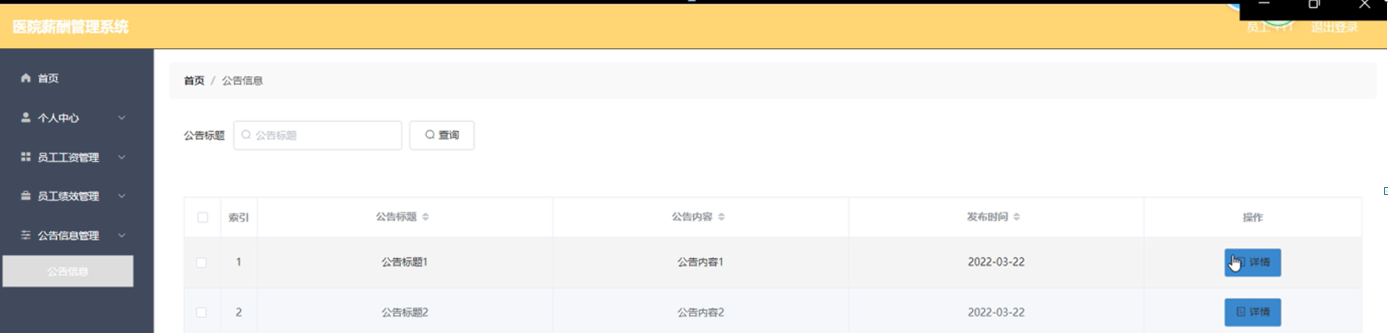 医院薪酬管理系统
退出登录
首页
个人中心
员工工资管理
员工绩效管理
公告信息管理
公告信息
首页 / 公告信息
公告标题 公告标题 查询
索引 公告标题 公告内容 发布时间 操作
1 公告标题1 公告内容1 2022-03-22 详情
2 公告标题2 公告内容2 2022-03-22 详情